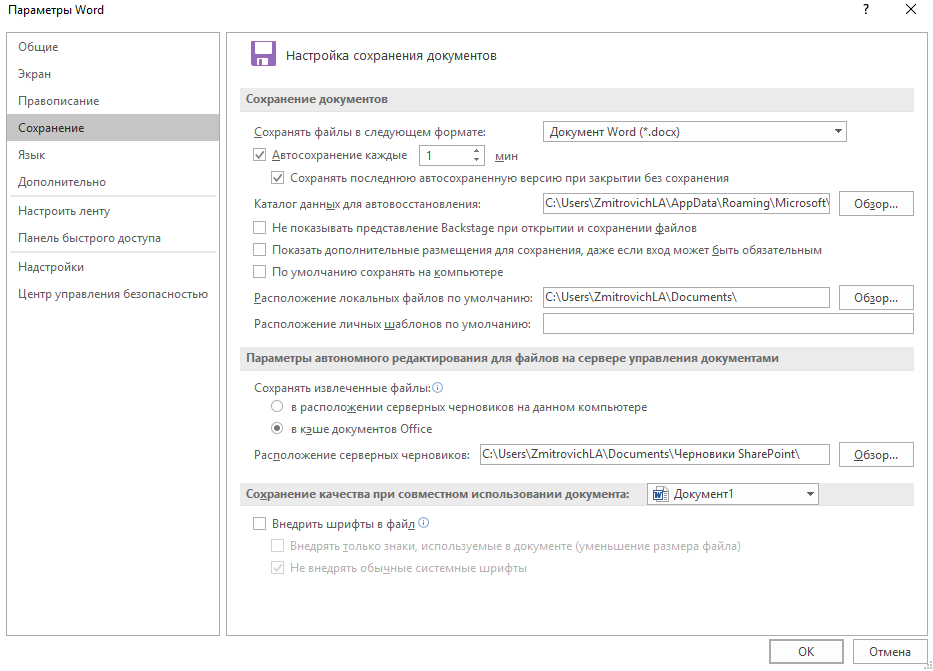 Параметры Word
?
Общие
Экран
Правописание
Сохранение
Язык
Дополнительно
Настроить ленту
Панель быстрого доступа
Надстройки
Центр управления безопасностью
Настройка сохранения документов
Сохранение документов
Сохранять файлы в следующем формате: Документ Word (*.docx)
Автосохранение каждые 1 мин
Сохранять последнюю автосохраненную версию при закрытии без сохранения
Каталог данных для автовосстановления: C:\Users\ZmitrovichLA\AppData\Roaming\Microsoft\ Обзор...
Не показывать представление Backstage при открытии и сохранении файлов
Показать дополнительные размещения для сохранения, даже если вход может быть обязательным
По умолчанию сохранять на компьютере
Расположение локальных файлов по умолчанию: C:\Users\ZmitrovichLA\Documents\ Обзор...
Расположение личных шаблонов по умолчанию:
Параметры автономного редактирования для файлов на сервере управления документами
Сохранять извлеченные файлы:
в расположении серверных черновиков на данном компьютере
в кэше документов Office
Расположение серверных черновиков: C:\Users\ZmitrovichLA\Documents\Черновики SharePoint\ Обзор...
Сохранение качества при совместном использовании документа: Документ1
Внедрить шрифты в файл
Внедрять только знаки, используемые в документе (уменьшение размера файла)
Не внедрять обычные системные шрифты
ОК Отмена